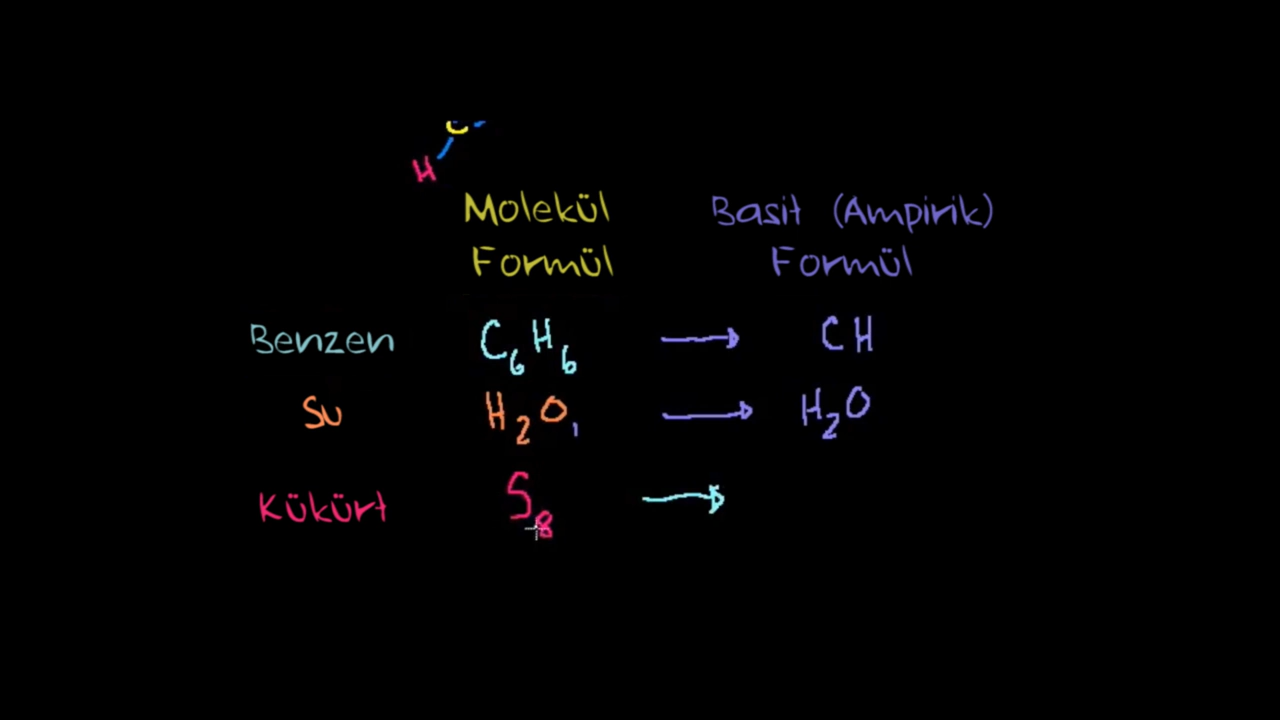 C
H
Molekül Formül
Basit (Ampirik) Formül
Benzen C₆H₆ → CH
Su H₂O₁ → H₂O
Kükürt S₈ →